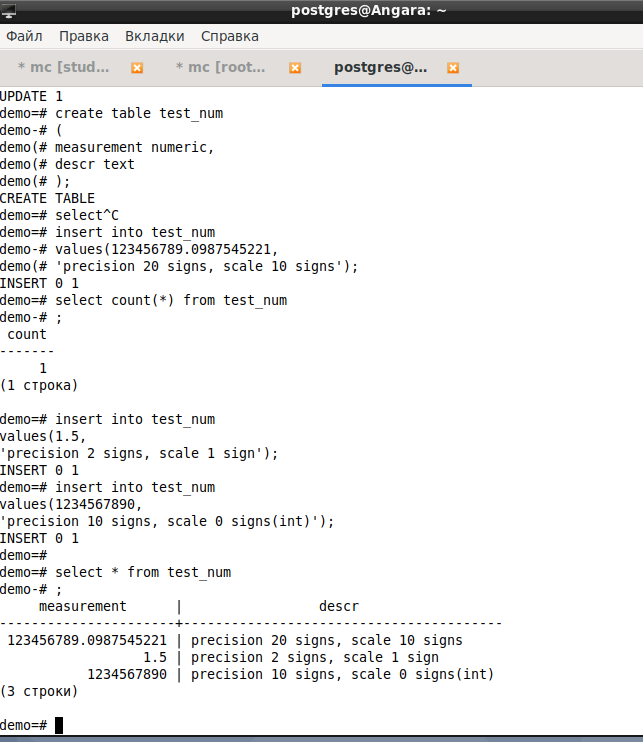 postgres@Angara: ~
Файл Правка Вкладки Справка
* mc [stud... * mc [root... postgres@...
UPDATE 1
demo=# create table test_num
demo-# (
demo(# measurement numeric,
demo(# descr text
demo(# );
CREATE TABLE
demo=# select^C
demo=# insert into test_num
demo-# values(123456789.0987545221,
demo(# 'precision 20 signs, scale 10 signs');
INSERT 0 1
demo=# select count(*) from test_num
demo-# ;
 count
-------
     1
(1 строка)

demo=# insert into test_num
values(1.5,
'precision 2 signs, scale 1 sign');
INSERT 0 1
demo=# insert into test_num
values(1234567890,
'precision 10 signs, scale 0 signs(int)');
INSERT 0 1
demo=#
demo=# select * from test_num
demo-# ;
     measurement      |                 descr
----------------------+----------------------------------------
 123456789.0987545221 | precision 20 signs, scale 10 signs
                  1.5 | precision 2 signs, scale 1 sign
           1234567890 | precision 10 signs, scale 0 signs(int)
(3 строки)

demo=#